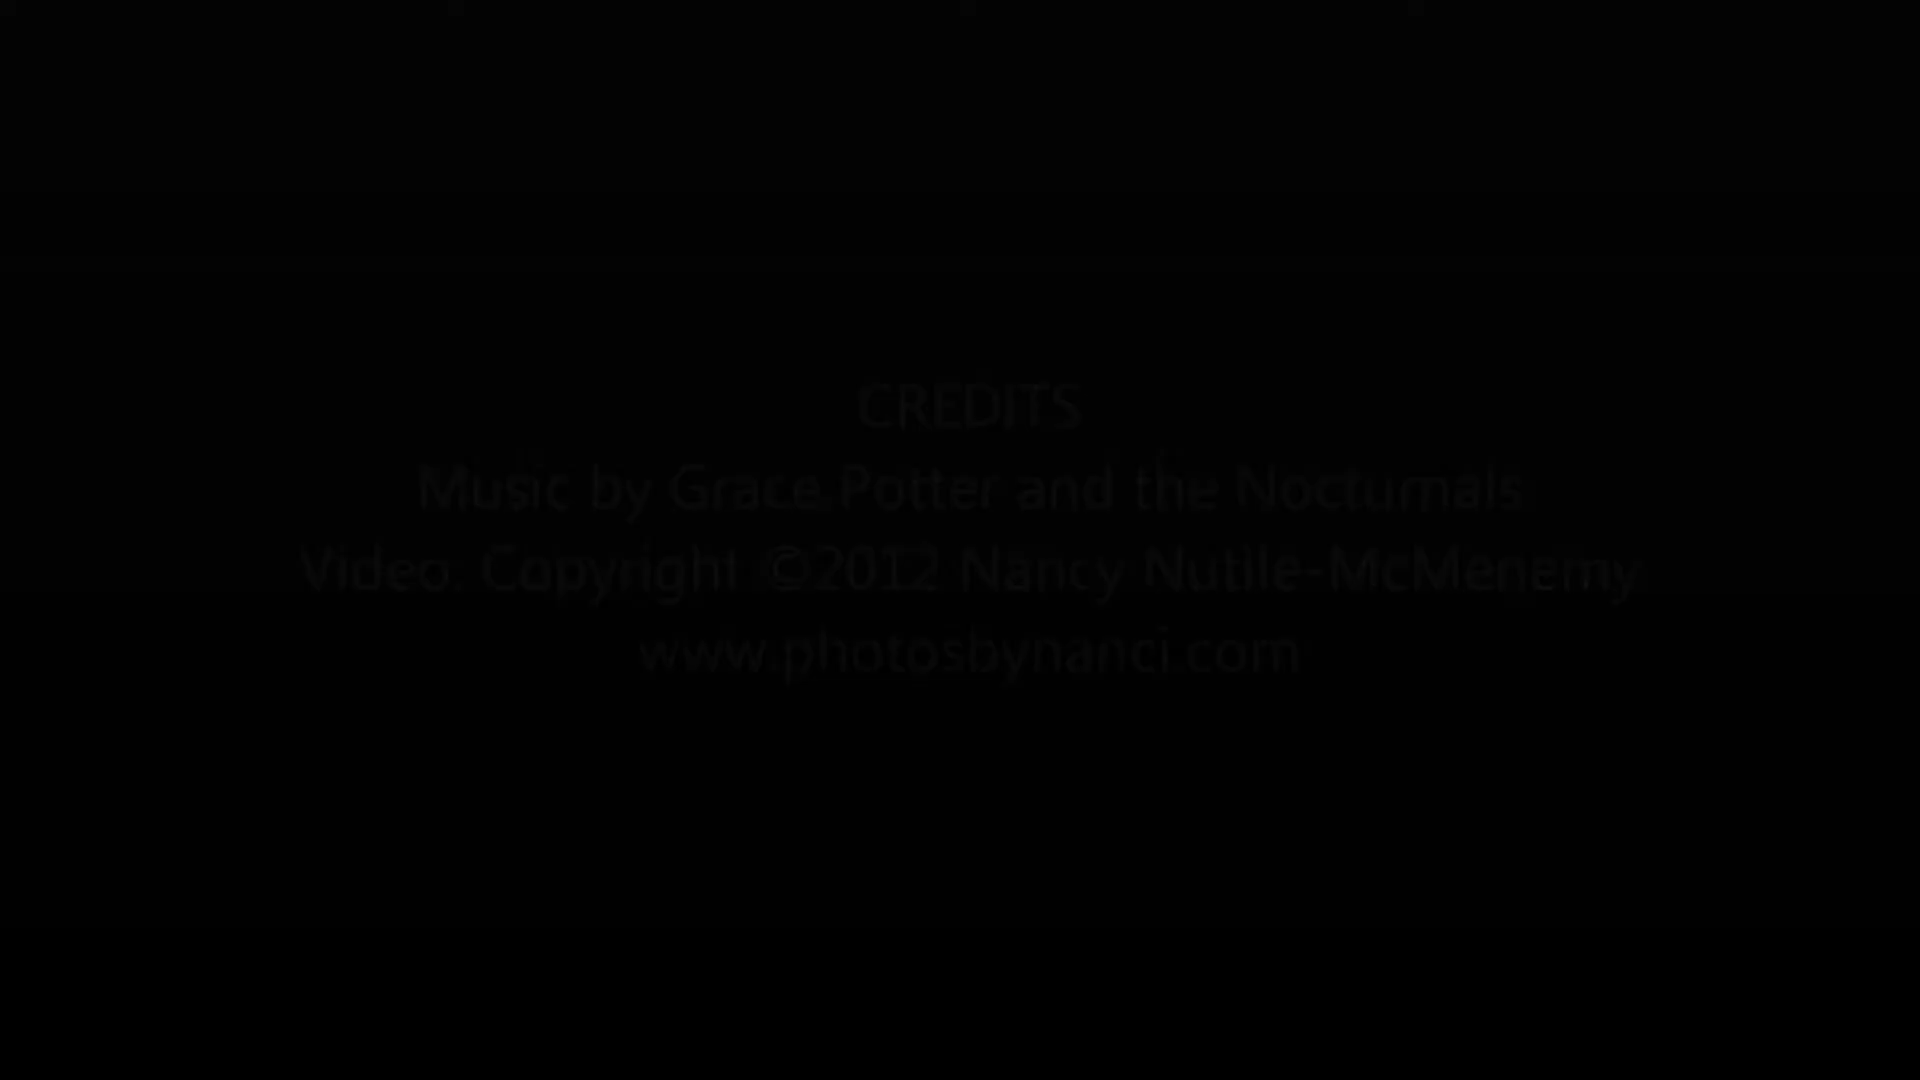 CREDITS
Music by Grace Potter and the Nocturnals
Video: Copyright ©2012 Nancy Nutile-McMenemy
www.photosbynanci.com